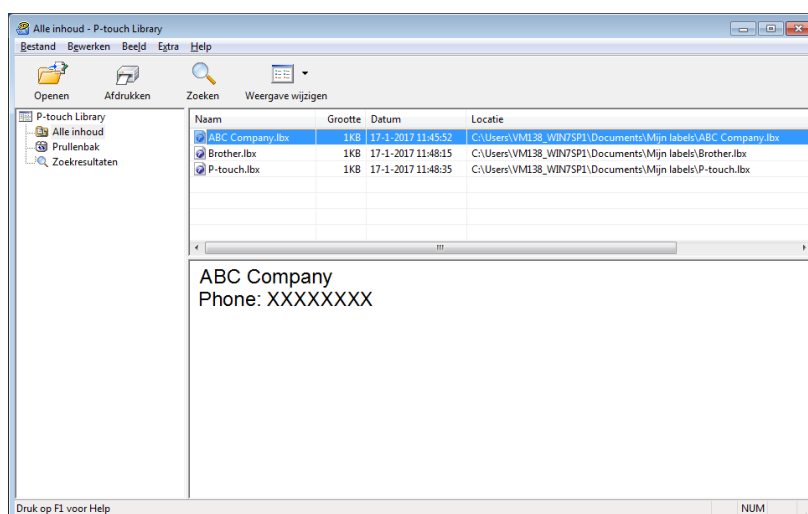 Alle inhoud - P-touch Library
Bestand Bewerken Beeld Extra Help
Openen Afdrukken Zoeken Weergave wijzigen
P-touch Library
Alle inhoud
Prullenbak
Zoekresultaten
Naam Grootte Datum Locatie
ABC Company.lbx 1KB 17-1-2017 11:45:52 C:\Users\VM138_WIN7SP1\Documents\Mijn labels\ABC Company.lbx
Brother.lbx 1KB 17-1-2017 11:48:15 C:\Users\VM138_WIN7SP1\Documents\Mijn labels\Brother.lbx
P-touch.lbx 1KB 17-1-2017 11:48:35 C:\Users\VM138_WIN7SP1\Documents\Mijn labels\P-touch.lbx
ABC Company
Phone: XXXXXXXX
Druk op F1 voor Help NUM